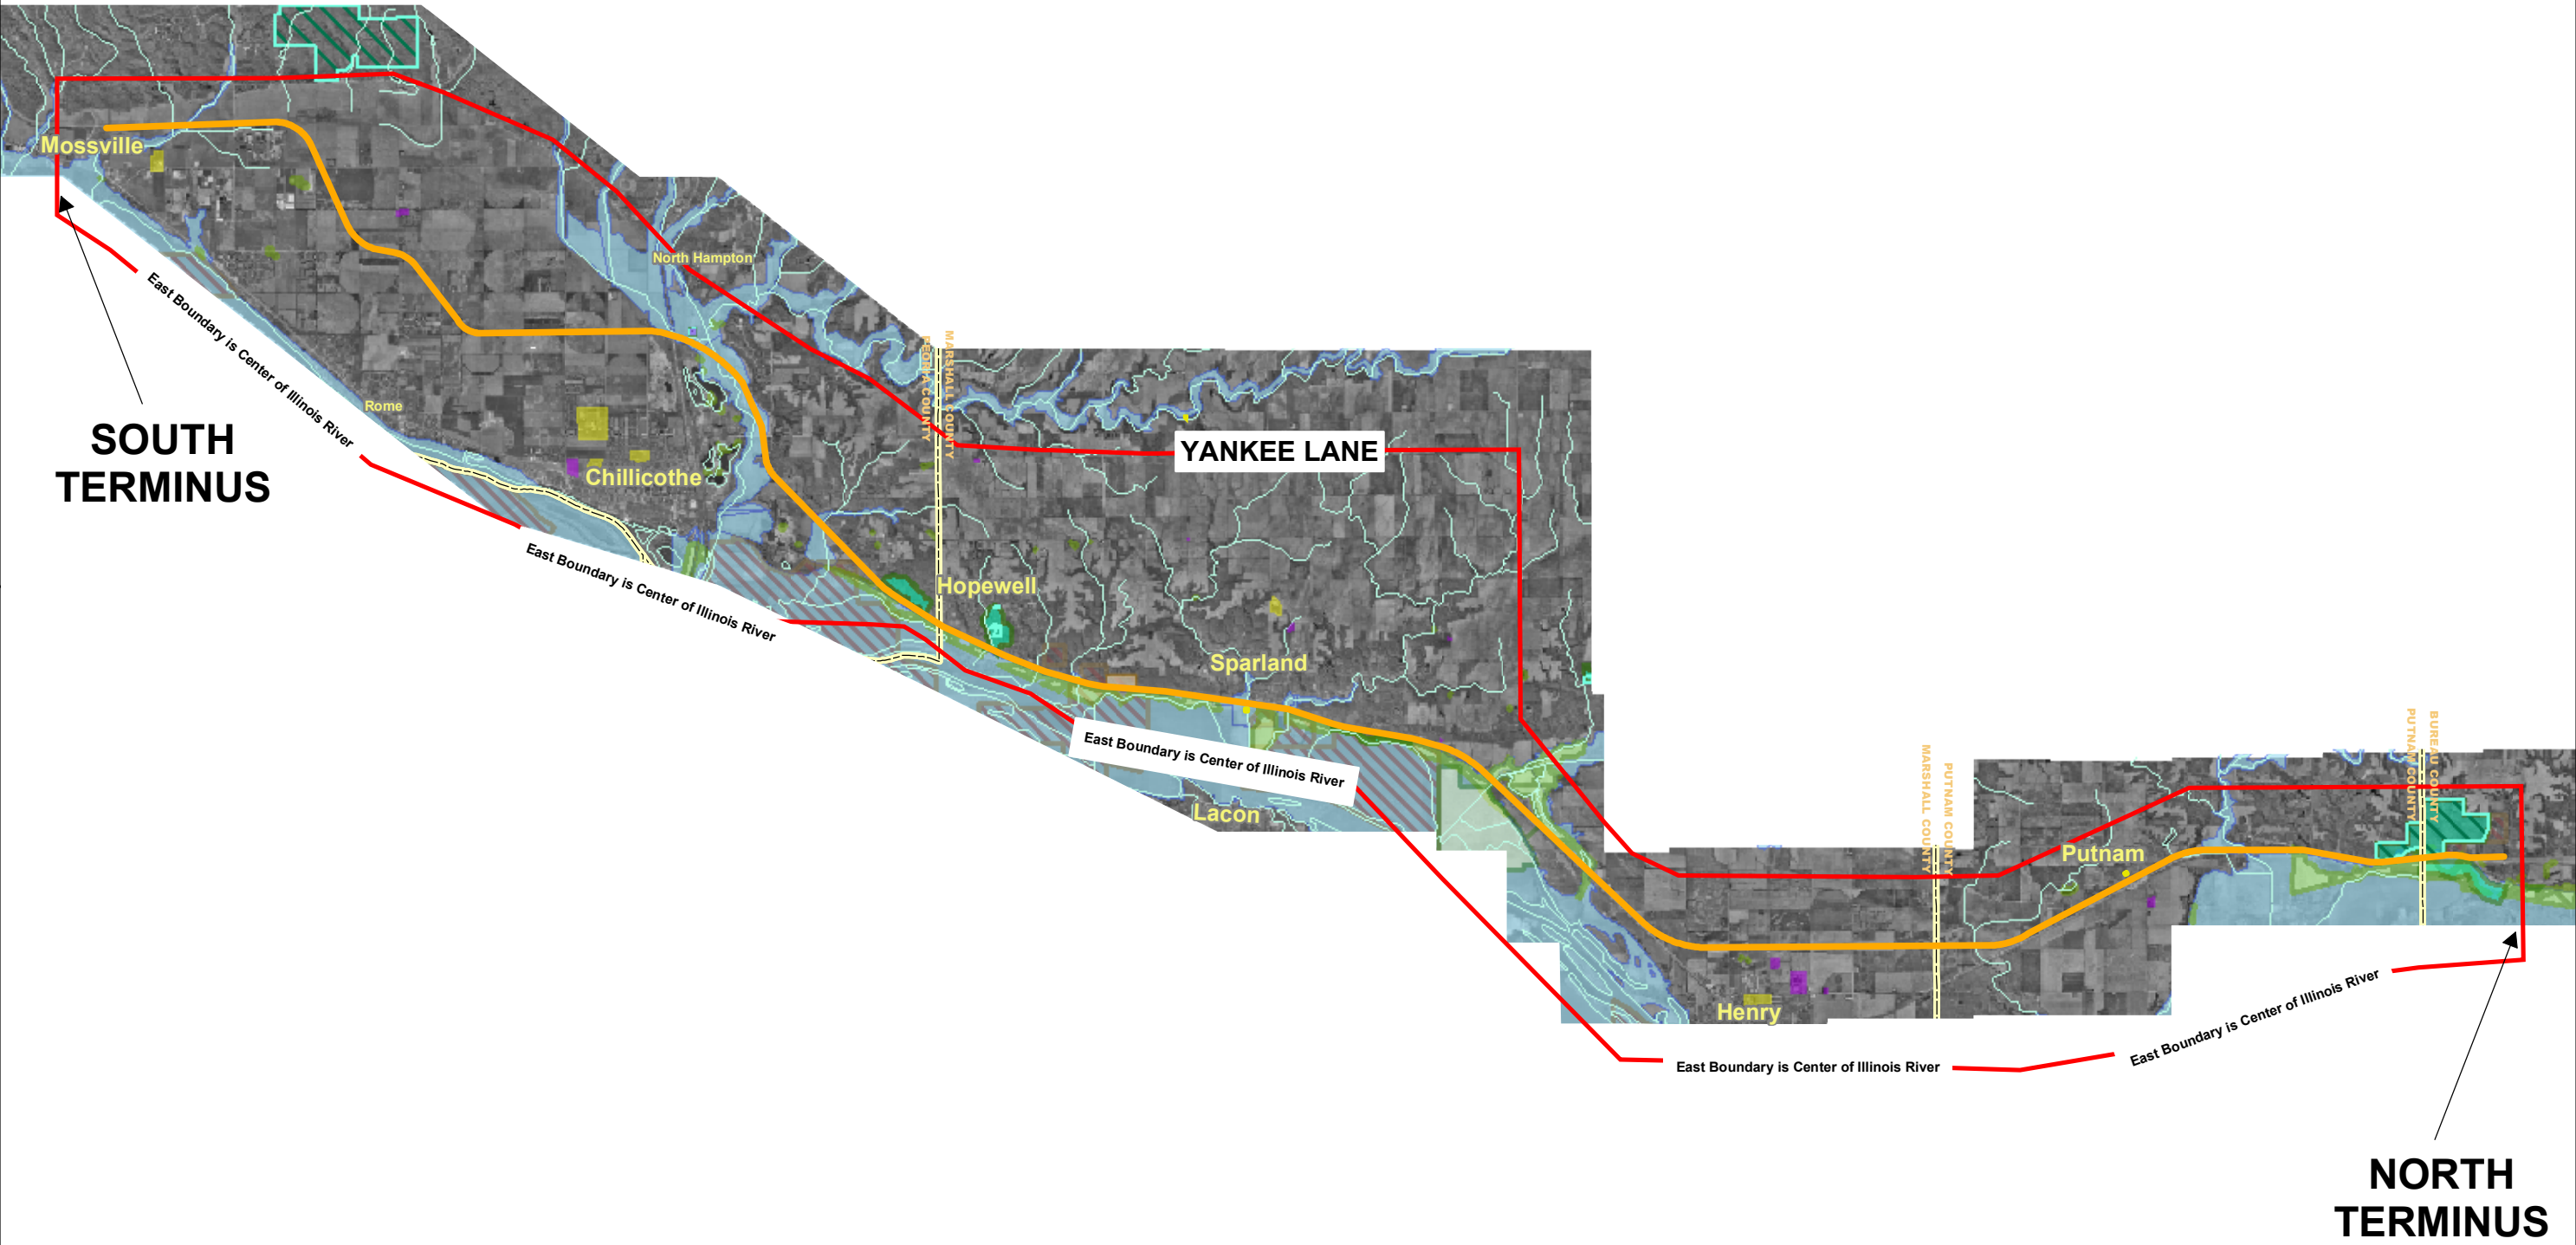 Mossville
North Hampton
East Boundary is Center of Illinois River
Rome
SOUTH
TERMINUS
PEORIA COUNTY
MARSHALL COUNTY
YANKEE LANE
Chillicothe
East Boundary is Center of Illinois River
Hopewell
Sparland
East Boundary is Center of Illinois River
Lacon
MARSHALL COUNTY
PUTNAM COUNTY
Putnam
PUTNAM COUNTY
BUREAU COUNTY
Henry
East Boundary is Center of Illinois River
East Boundary is Center of Illinois River
NORTH
TERMINUS